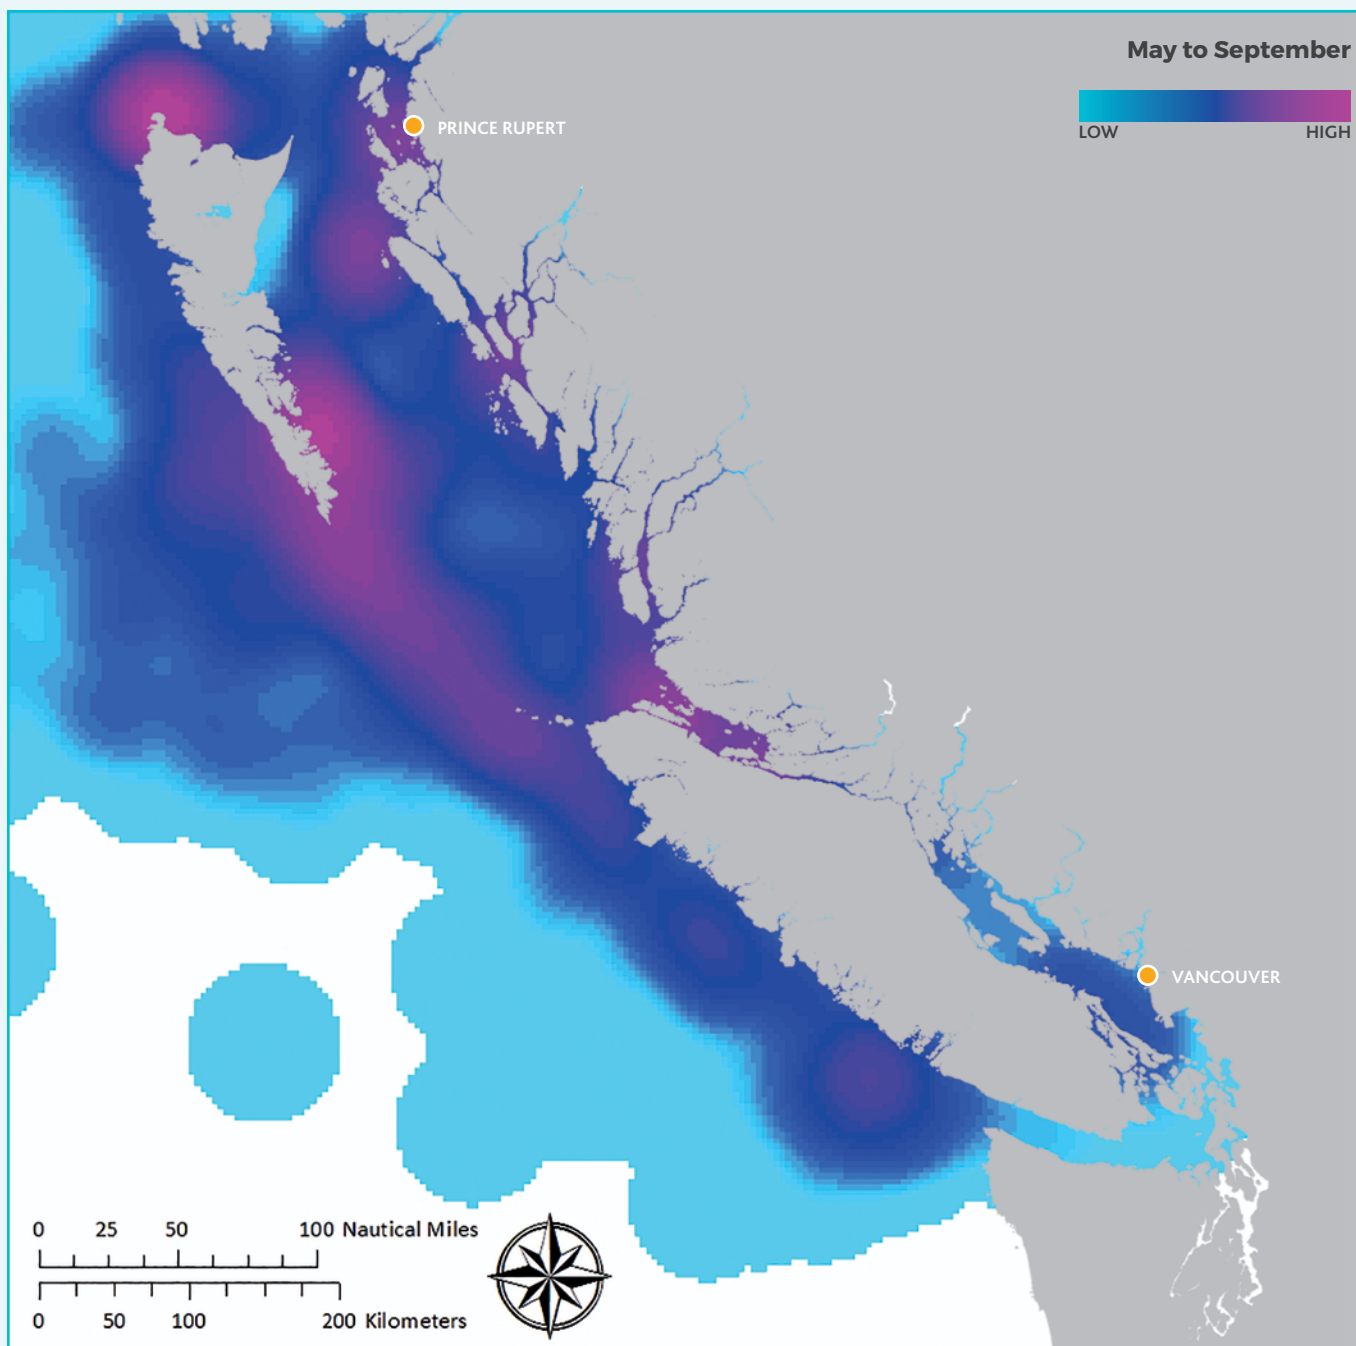 May to September
LOW HIGH
PRINCE RUPERT
VANCOUVER
0 25 50 100 Nautical Miles
0 50 100 200 Kilometers